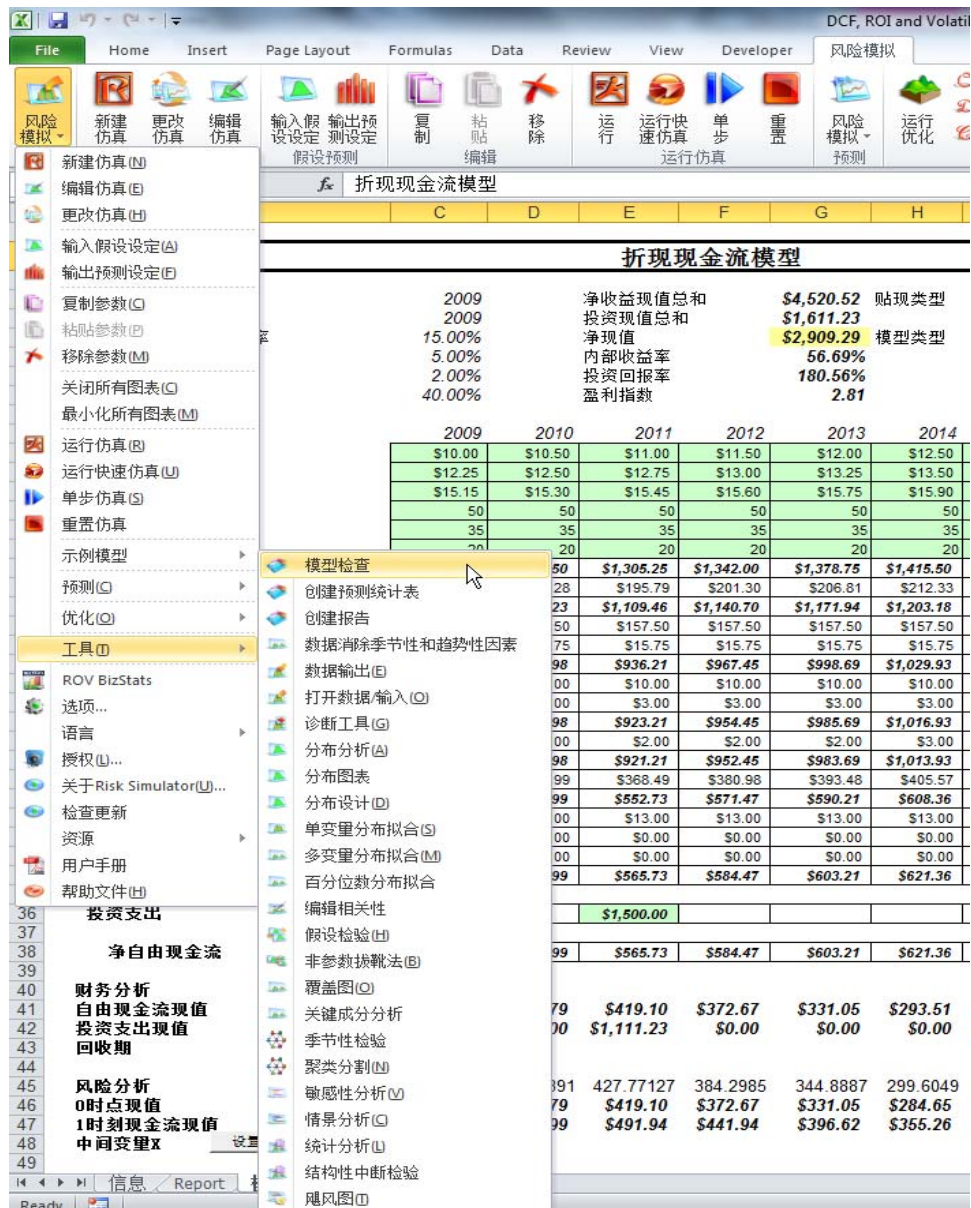 DCF, ROI and Volatil
File Home Insert Page Layout Formulas Data Review View Developer 风险模拟
风险模拟 新建仿真 更改仿真 编辑仿真 输入假设设定 输出预测设定 复制 粘贴 移除 运行 运行快速仿真 单步 重置 风险模拟 运行优化
假设预测 编辑 运行仿真 预测
fx 折现现金流模型
C D E F G H
新建仿真(N)
编辑仿真(E)
更改仿真(H)
输入假设设定(A)
输出预测设定(F)
复制参数(C)
粘贴参数(P)
移除参数(M)
关闭所有图表(C)
最小化所有图表(M)
运行仿真(R)
运行快速仿真(U)
单步仿真(S)
重置仿真
示例模型
预测(C)
优化(O)
工具(T)
ROV BizStats
选项...
语言
授权(L)...
关于Risk Simulator(U)...
检查更新
资源
用户手册
帮助文件(H)
模型检查
创建预测统计表
创建报告
数据消除季节性和趋势性因素
数据输出(E)
打开数据/输入(O)
诊断工具(G)
分布分析(A)
分布图表
分布设计(D)
单变量分布拟合(S)
多变量分布拟合(M)
百分位数分布拟合
编辑相关性
假设检验(H)
非参数拔靴法(B)
覆盖图(O)
关键成分分析
季节性检验
聚类分割(N)
敏感性分析(V)
情景分析(C)
统计分析(L)
结构性中断检验
飓风图(T)
折现现金流模型
2009 净收益现值总和 $4,520.52 贴现类型
2009 投资现值总和 $1,611.23
率 15.00% 净现值 $2,909.29 模型类型
5.00% 内部收益率 56.69%
2.00% 投资回报率 180.56%
40.00% 盈利指数 2.81
2009 2010 2011 2012 2013 2014
$10.00 $10.50 $11.00 $11.50 $12.00 $12.50
$12.25 $12.50 $12.75 $13.00 $13.25 $13.50
$15.15 $15.30 $15.45 $15.60 $15.75 $15.90
50 50 50 50 50 50
35 35 35 35 35 35
20 20 20 20 20 20
50 $1,305.25 $1,342.00 $1,378.75 $1,415.50
28 $195.79 $201.30 $206.81 $212.33
23 $1,109.46 $1,140.70 $1,171.94 $1,203.18
50 $157.50 $157.50 $157.50 $157.50
75 $15.75 $15.75 $15.75 $15.75
98 $936.21 $967.45 $998.69 $1,029.93
00 $10.00 $10.00 $10.00 $10.00
00 $3.00 $3.00 $3.00 $3.00
98 $923.21 $954.45 $985.69 $1,016.93
00 $2.00 $2.00 $2.00 $3.00
98 $921.21 $952.45 $983.69 $1,013.93
99 $368.49 $380.98 $393.48 $405.57
99 $552.73 $571.47 $590.21 $608.36
00 $13.00 $13.00 $13.00 $13.00
00 $0.00 $0.00 $0.00 $0.00
00 $0.00 $0.00 $0.00 $0.00
99 $565.73 $584.47 $603.21 $621.36
36 投资支出 $1,500.00
37
38 净自由现金流 99 $565.73 $584.47 $603.21 $621.36
39
40 财务分析
41 自由现金流现值 79 $419.10 $372.67 $331.05 $293.51
42 投资支出现值 00 $1,111.23 $0.00 $0.00 $0.00
43 回收期
44
45 风险分析 391 427.77127 384.2985 344.8887 299.6049
46 0时点现值 79 $419.10 $372.67 $331.05 $284.65
47 1时刻现金流现值 99 $491.94 $441.94 $396.62 $355.26
48 中间变量X 设置
49
信息 Report
Ready